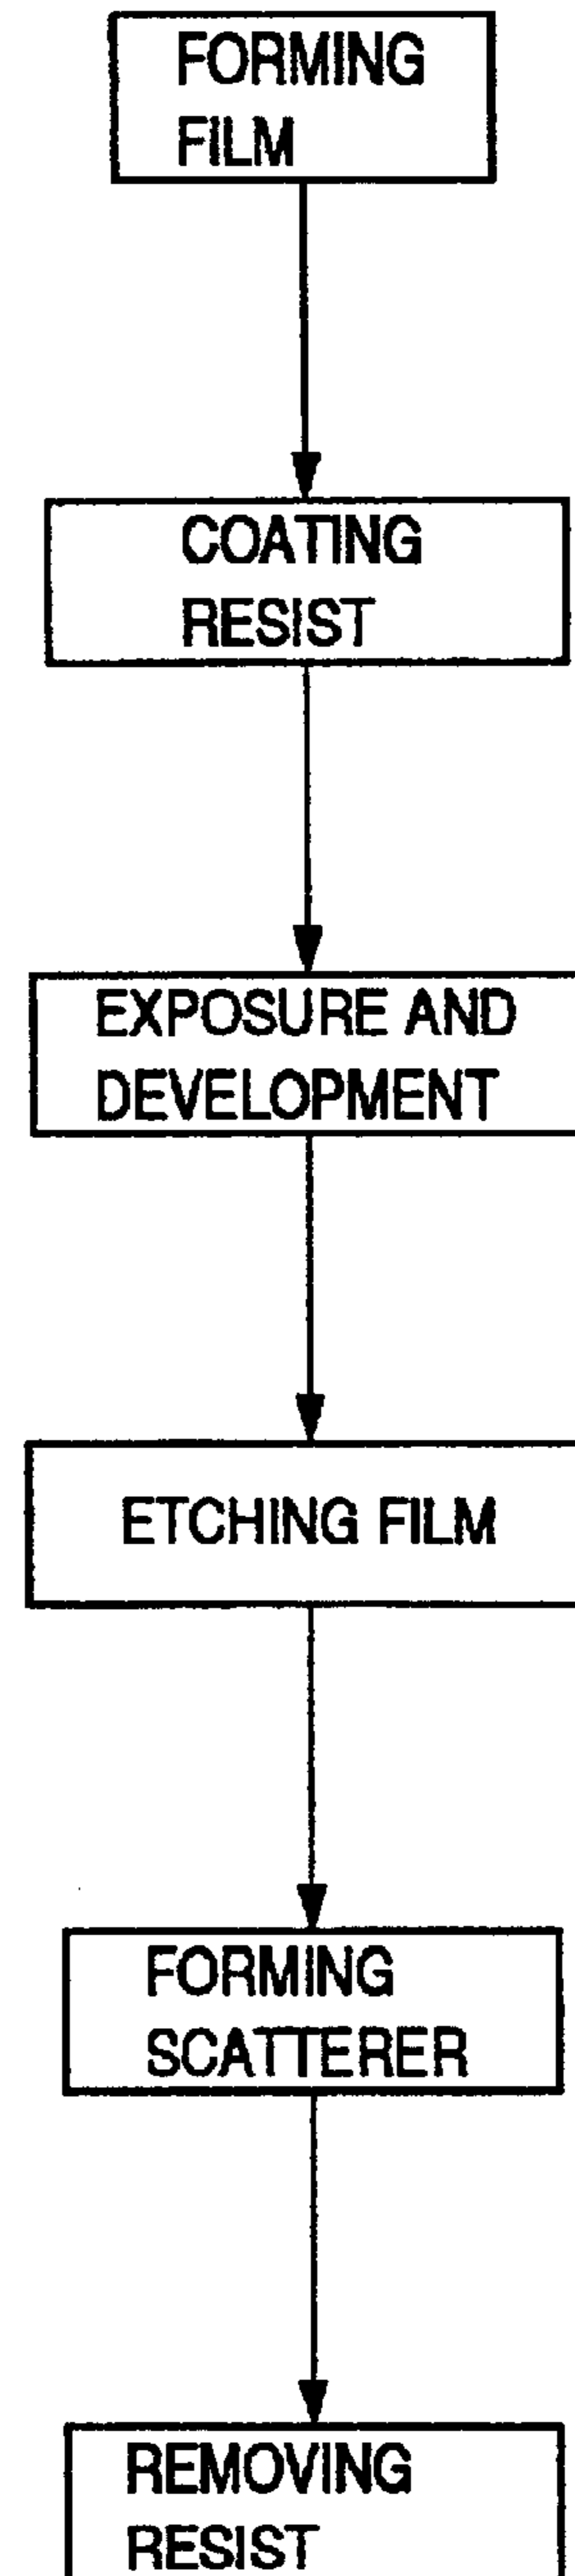 FORMING
FILM
COATING
RESIST
EXPOSURE AND
DEVELOPMENT
ETCHING FILM
FORMING
SCATTERER
REMOVING
RESIST